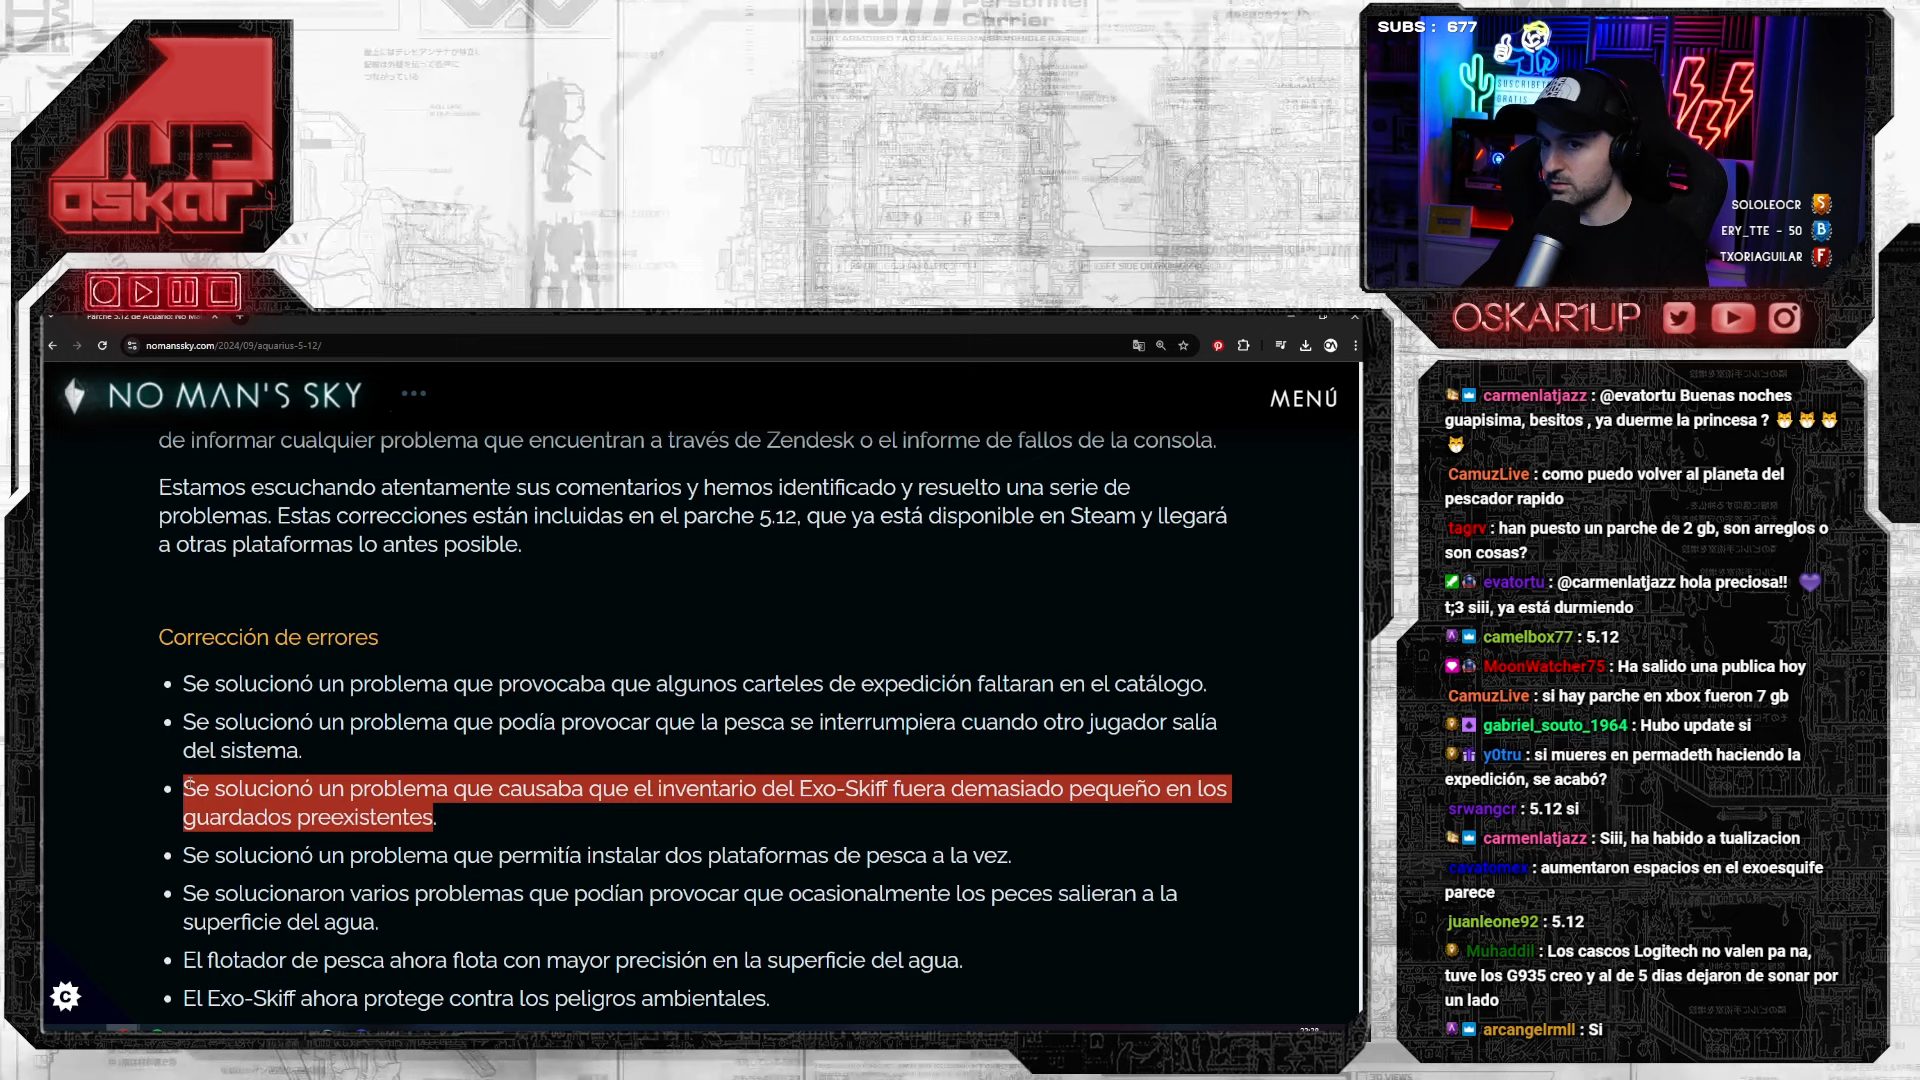 M577 Personnel
Carrier
1UP
oskar
SUBS : 677
SUSCRIBETE
GRATIS
SOLOLEOCR S
ERY_TTE - 50 B
TXORIAGUILAR F
OSKAR1UP
Parche 5.12 de Acuario: No Ma
nomanssky.com/2024/09/aquarius-5-12/
NO MAN'S SKY
MENÚ
de informar cualquier problema que encuentran a través de Zendesk o el informe de fallos de la consola.
Estamos escuchando atentamente sus comentarios y hemos identificado y resuelto una serie de
problemas. Estas correcciones están incluidas en el parche 5.12, que ya está disponible en Steam y llegará
a otras plataformas lo antes posible.
Corrección de errores
• Se solucionó un problema que provocaba que algunos carteles de expedición faltaran en el catálogo.
• Se solucionó un problema que podía provocar que la pesca se interrumpiera cuando otro jugador salía
del sistema.
• Se solucionó un problema que causaba que el inventario del Exo-Skiff fuera demasiado pequeño en los
guardados preexistentes.
• Se solucionó un problema que permitía instalar dos plataformas de pesca a la vez.
• Se solucionaron varios problemas que podían provocar que ocasionalmente los peces salieran a la
superficie del agua.
• El flotador de pesca ahora flota con mayor precisión en la superficie del agua.
• El Exo-Skiff ahora protege contra los peligros ambientales.
carmenlatjazz : @evatortu Buenas noches
guapisima, besitos , ya duerme la princesa ?
CamuzLive : como puedo volver al planeta del
pescador rapido
tagrv : han puesto un parche de 2 gb, son arreglos o
son cosas?
evatortu : @carmenlatjazz hola preciosa!!
t;3 siii, ya está durmiendo
camelbox77 : 5.12
MoonWatcher75 : Ha salido una publica hoy
CamuzLive : si hay parche en xbox fueron 7 gb
gabriel_souto_1964 : Hubo update si
y0tru : si mueres en permadeth haciendo la
expedición, se acabó?
srwangcr : 5.12 si
carmenlatjazz : Siii, ha habido a tualizacion
cavatomex : aumentaron espacios en el exoesquife
parece
juanleone92 : 5.12
Muhaddil : Los cascos Logitech no valen pa na,
tuve los G935 creo y al de 5 dias dejaron de sonar por
un lado
arcangelrmll : Si